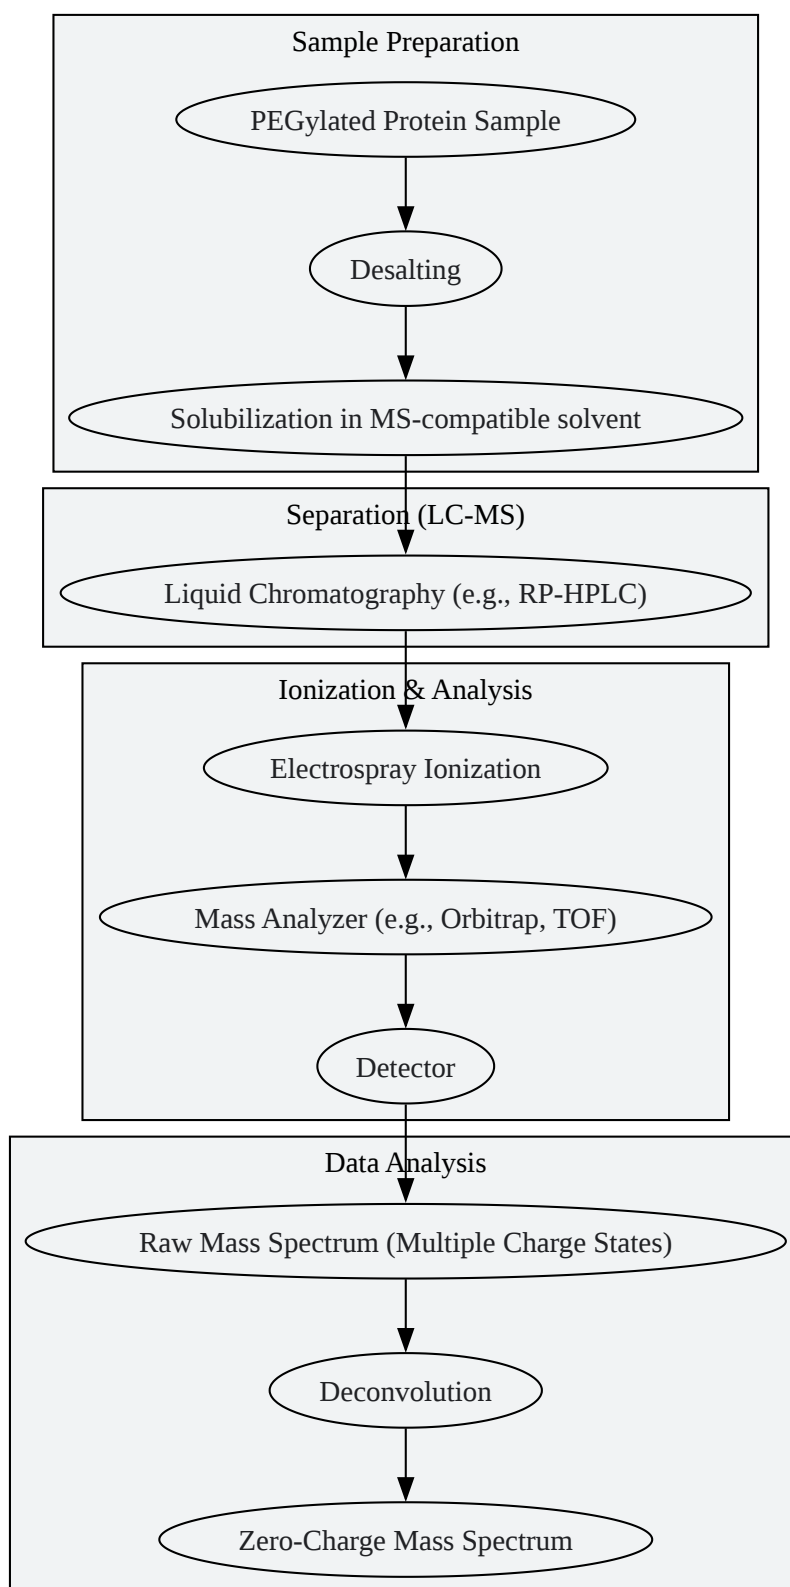 Sample Preparation
PEGylated Protein Sample
Desalting
Solubilization in MS-compatible solvent
Separation (LC-MS)
Liquid Chromatography (e.g., RP-HPLC)
Ionization & Analysis
Electrospray Ionization
Mass Analyzer (e.g., Orbitrap, TOF)
Detector
Data Analysis
Raw Mass Spectrum (Multiple Charge States)
Deconvolution
Zero-Charge Mass Spectrum